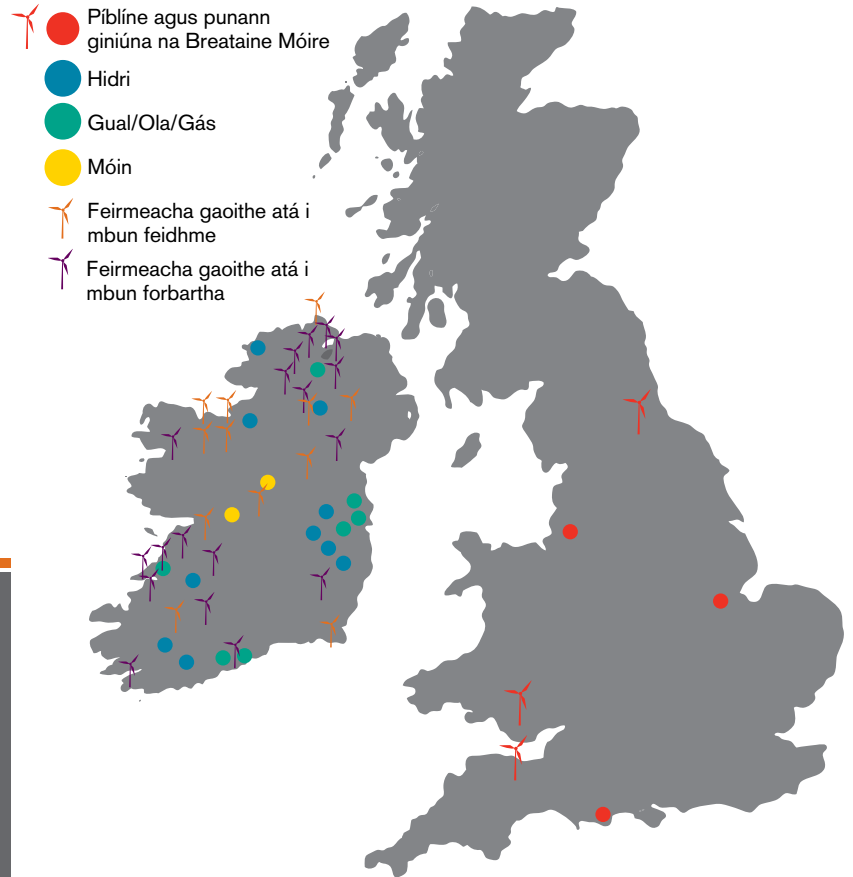 Píblíne agus punann
giniúna na Breataine Móire
Hidri
Gual/Ola/Gás
Móin
Feirmeacha gaoithe atá i
mbun feidhme
Feirmeacha gaoithe atá i
mbun forbartha